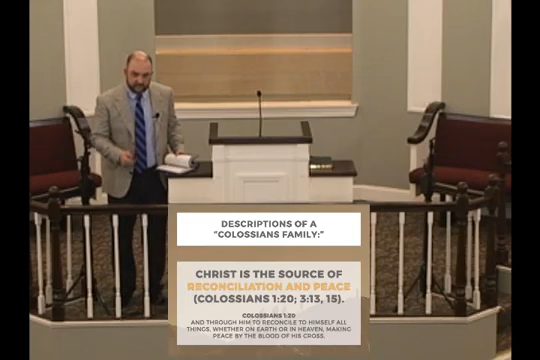 DESCRIPTIONS OF A
"COLOSSIANS FAMILY:"
CHRIST IS THE SOURCE OF
RECONCILIATION AND PEACE
(COLOSSIANS 1:20; 3:13, 15).
COLOSSIANS 1:20
AND THROUGH HIM TO RECONCILE TO HIMSELF ALL
THINGS, WHETHER ON EARTH OR IN HEAVEN, MAKING
PEACE BY THE BLOOD OF HIS CROSS.